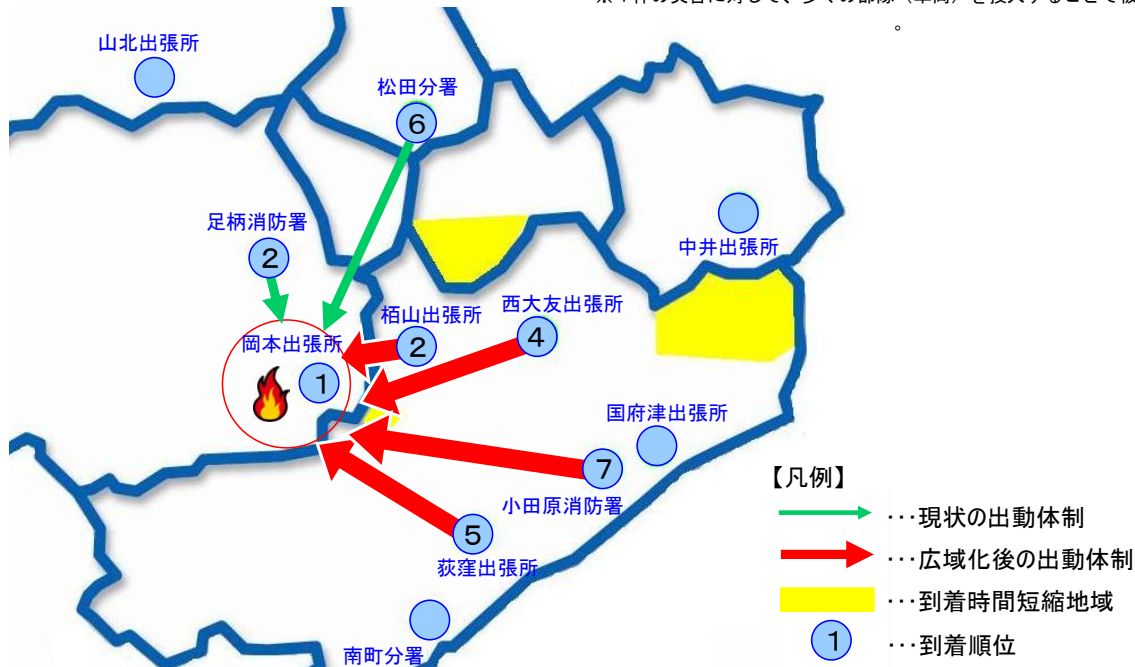 。
山北出張所
松田分署
6
足柄消防署
2
中井出張所
栢山出張所
西大友出張所
岡本出張所
2
4
1
国府津出張所
7
【凡例】
小田原消防署
…現状の出動体制
5
…広域化後の出動体制
荻窪出張所
…到着時間短縮地域
1 …到着順位
南町分署